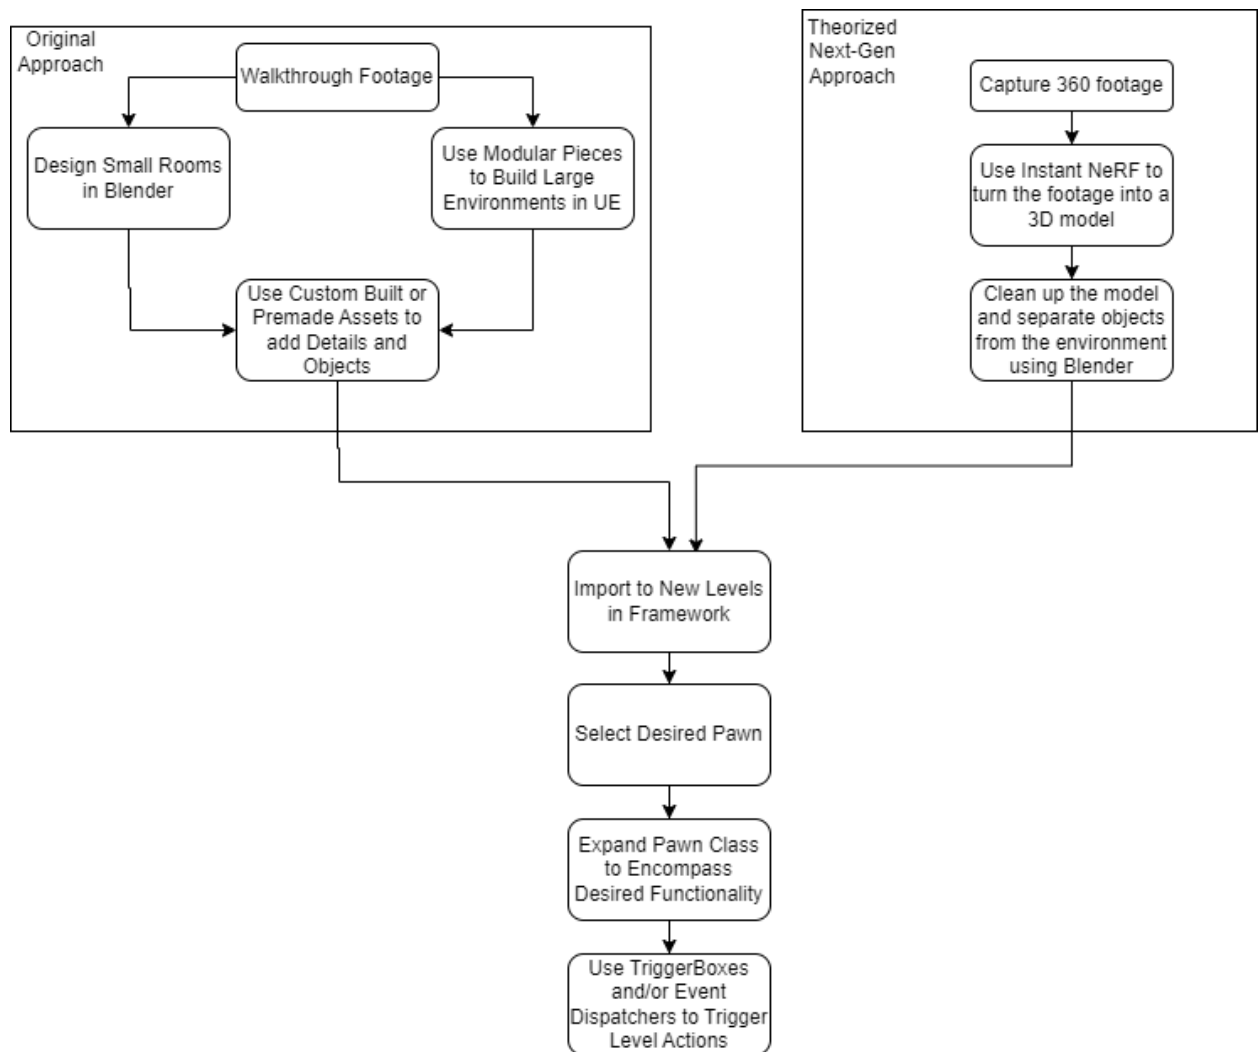 Original
Approach
Walkthrough Footage
Design Small Rooms
in Blender
Use Modular Pieces
to Build Large
Environments in UE
Use Custom Built or
Premade Assets to
add Details and
Objects
Theorized
Next-Gen
Approach
Capture 360 footage
Use Instant NeRF to
turn the footage into a
3D model
Clean up the model
and separate objects
from the environment
using Blender
Import to New Levels
in Framework
Select Desired Pawn
Expand Pawn Class
to Encompass
Desired Functionality
Use TriggerBoxes
and/or Event
Dispatchers to Trigger
Level Actions